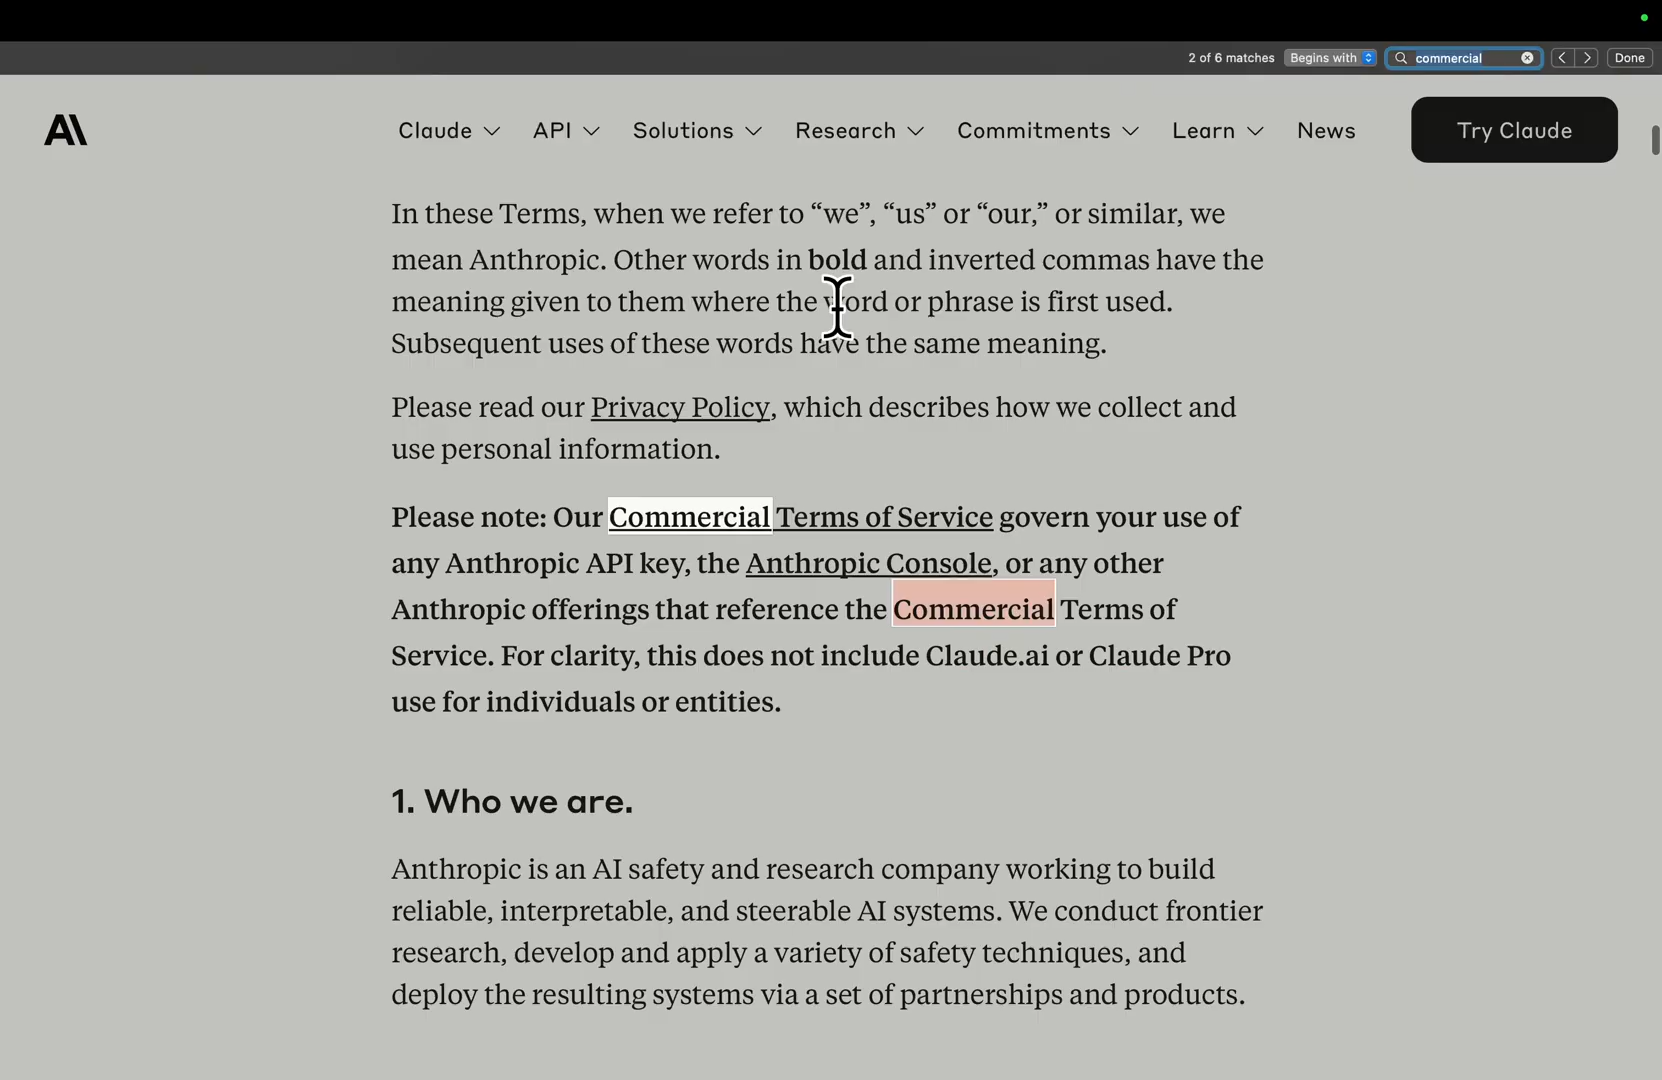 2 of 6 matches Begins with commercial Done
Claude API Solutions Research Commitments Learn News Try Claude
In these Terms, when we refer to “we”, “us” or “our,” or similar, we
mean Anthropic. Other words in bold and inverted commas have the
meaning given to them where the word or phrase is first used.
Subsequent uses of these words have the same meaning.
Please read our Privacy Policy, which describes how we collect and
use personal information.
Please note: Our Commercial Terms of Service govern your use of
any Anthropic API key, the Anthropic Console, or any other
Anthropic offerings that reference the Commercial Terms of
Service. For clarity, this does not include Claude.ai or Claude Pro
use for individuals or entities.
1. Who we are.
Anthropic is an AI safety and research company working to build
reliable, interpretable, and steerable AI systems. We conduct frontier
research, develop and apply a variety of safety techniques, and
deploy the resulting systems via a set of partnerships and products.